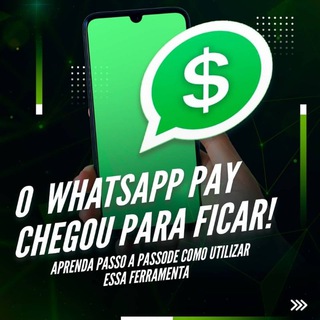 $
O WHATSAPP PAY
CHEGOU PARA FICAR!
APRENDA PASSO A PASSODE COMO UTILIZAR
ESSA FERRAMENTA